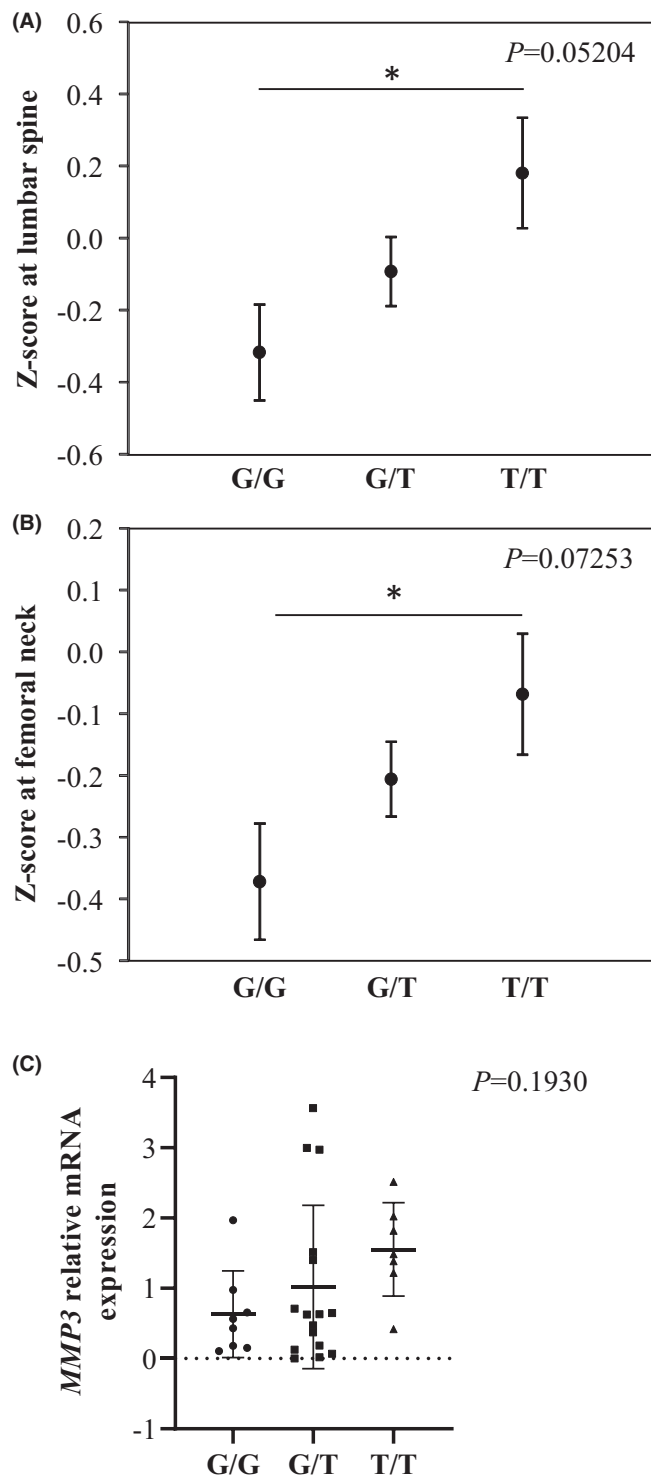 (A)
P=0.05204
*
Z-score at lumbar spine
0.6
0.4
0.2
0.0
-0.2
-0.4
-0.6
G/G G/T T/T
(B)
P=0.07253
*
Z-score at femoral neck
0.2
0.1
0.0
-0.1
-0.2
-0.3
-0.4
-0.5
G/G G/T T/T
(C)
P=0.1930
MMP3 relative mRNA
expression
4
3
2
1
0
-1
G/G G/T T/T